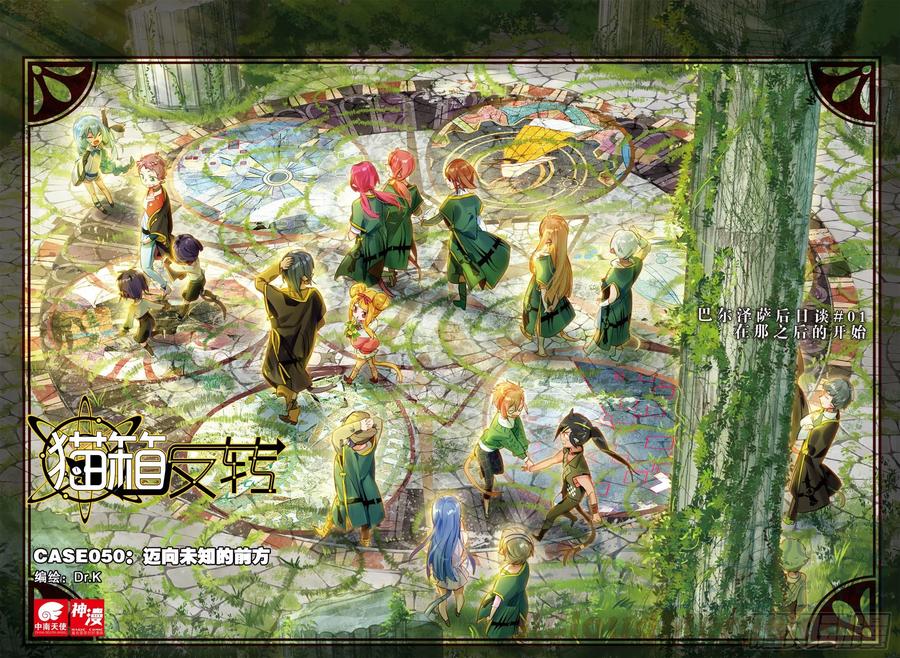 巴尔泽萨后日谈#01
在那之后的开始
猫箱反转
CASE050：迈向未知的前方
编绘：Dr.K
中南天使
神漫